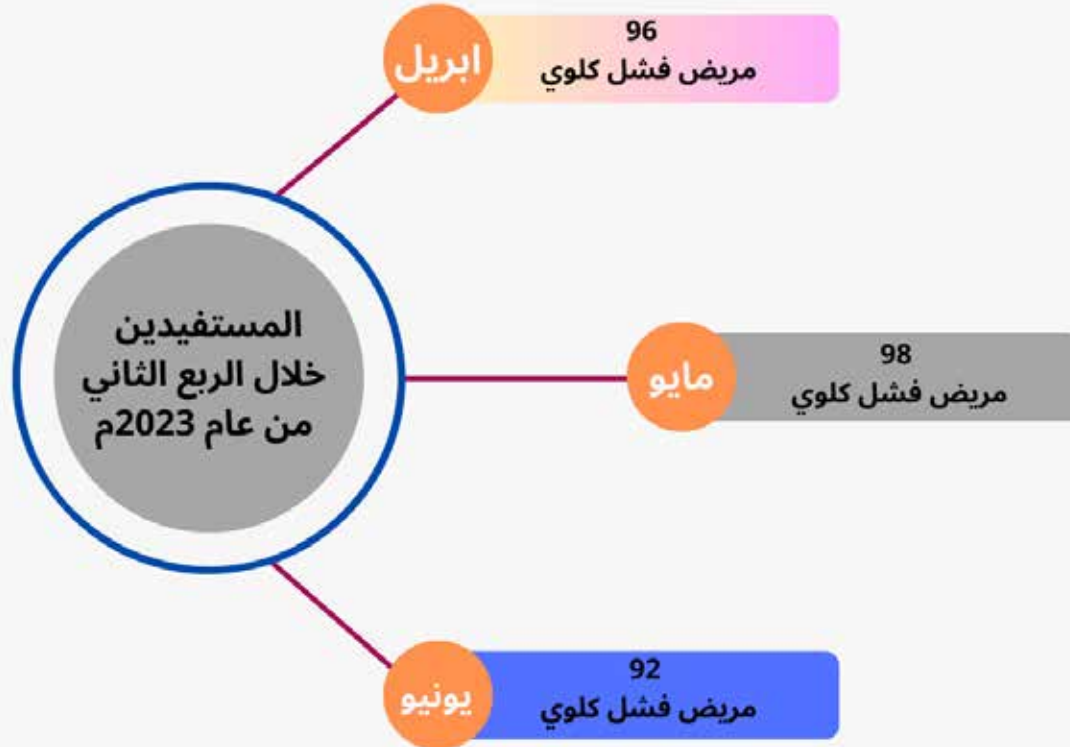 ابريل
96
مريض فشل كلوي
المستفيدين
خلال الربع الثاني
من عام 2023م
مايو
98
مريض فشل كلوي
يونيو
92
مريض فشل كلوي